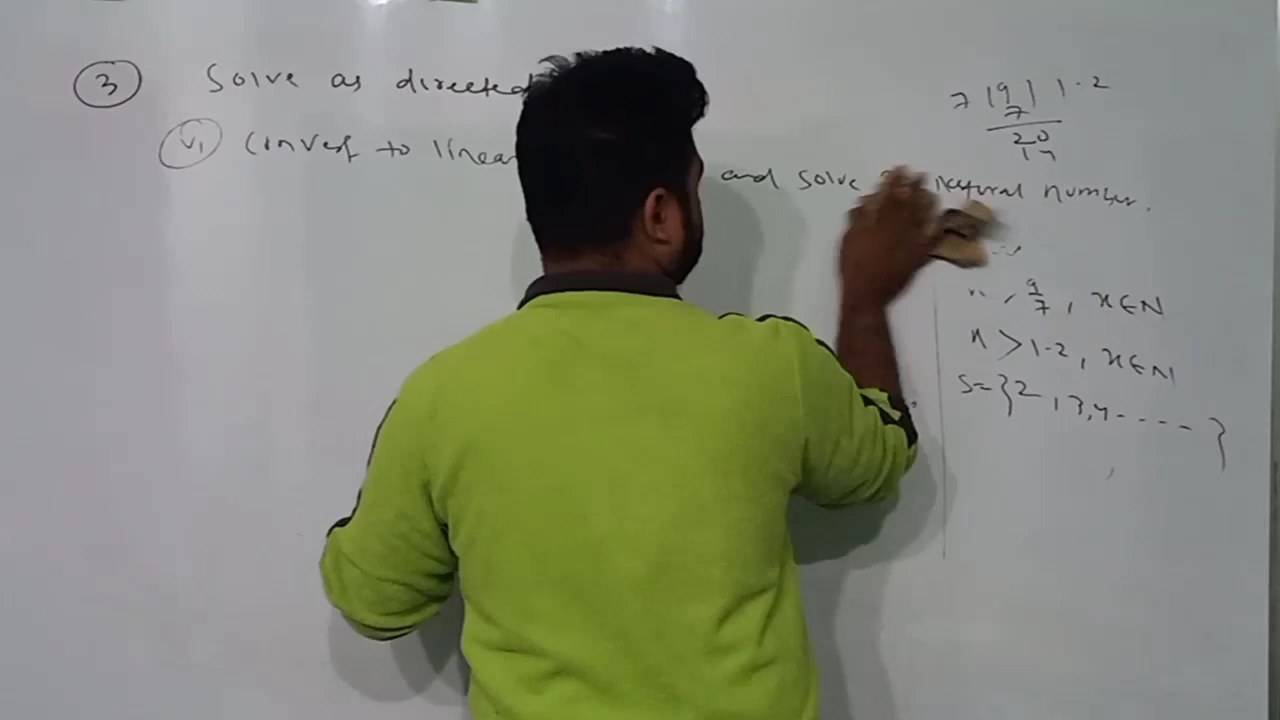 3 Solve as directed
vi Convert to linear and solve natural number.
7 | 9 | 1.2
7
20
9/7, x∈N
x > 1.2, x∈N
S = {2, 3, 4 ---- }